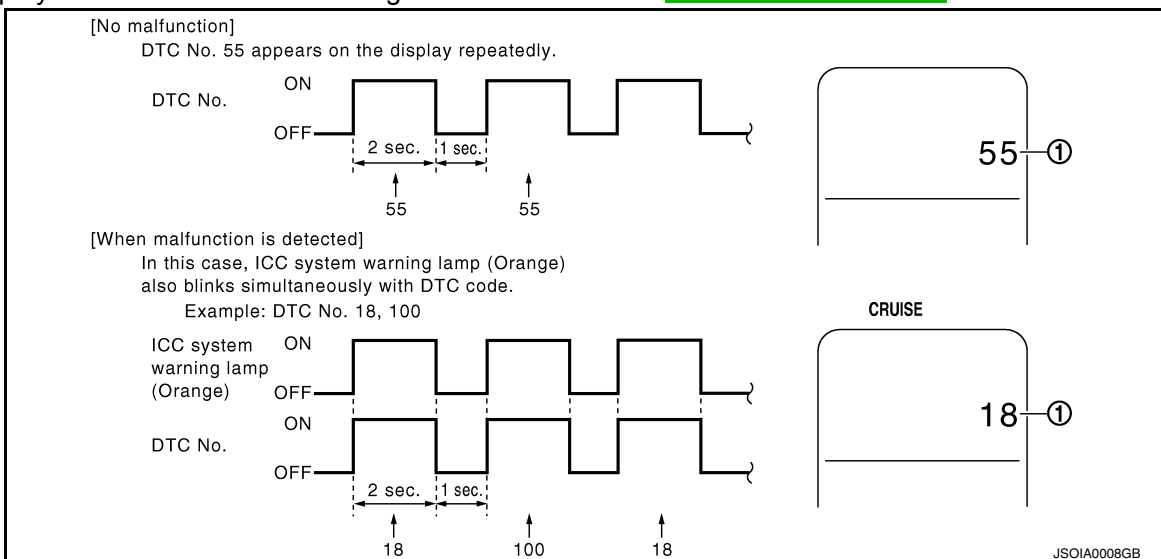 [No malfunction]
DTC No. 55 appears on the display repeatedly.
DTC No.
ON
OFF
2 sec.
1 sec.
55
55
55
1
[When malfunction is detected]
In this case, ICC system warning lamp (Orange)
also blinks simultaneously with DTC code.
Example: DTC No. 18, 100
ICC system
warning lamp
(Orange)
ON
OFF
DTC No.
ON
OFF
2 sec.
1 sec.
18
100
18
CRUISE
18
1
JSOIA0008GB